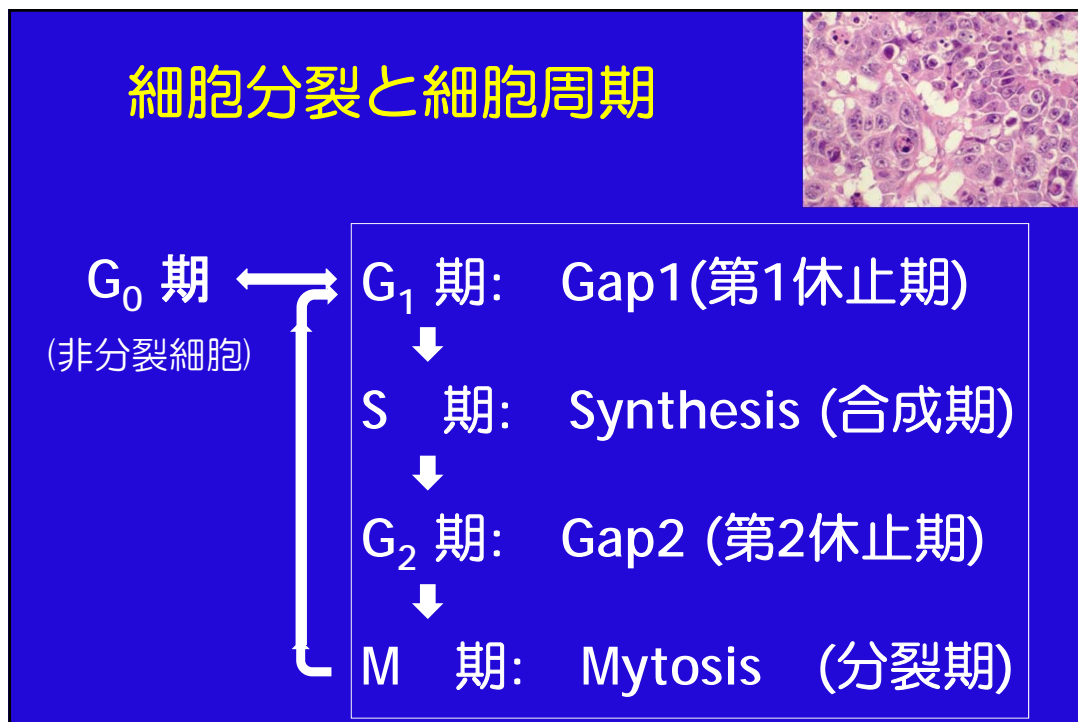 細胞分裂と細胞周期
G₀ 期
(非分裂細胞)
G₁ 期: Gap1(第1休止期)
S 期: Synthesis (合成期)
G₂ 期: Gap2 (第2休止期)
M 期: Mytosis (分裂期)